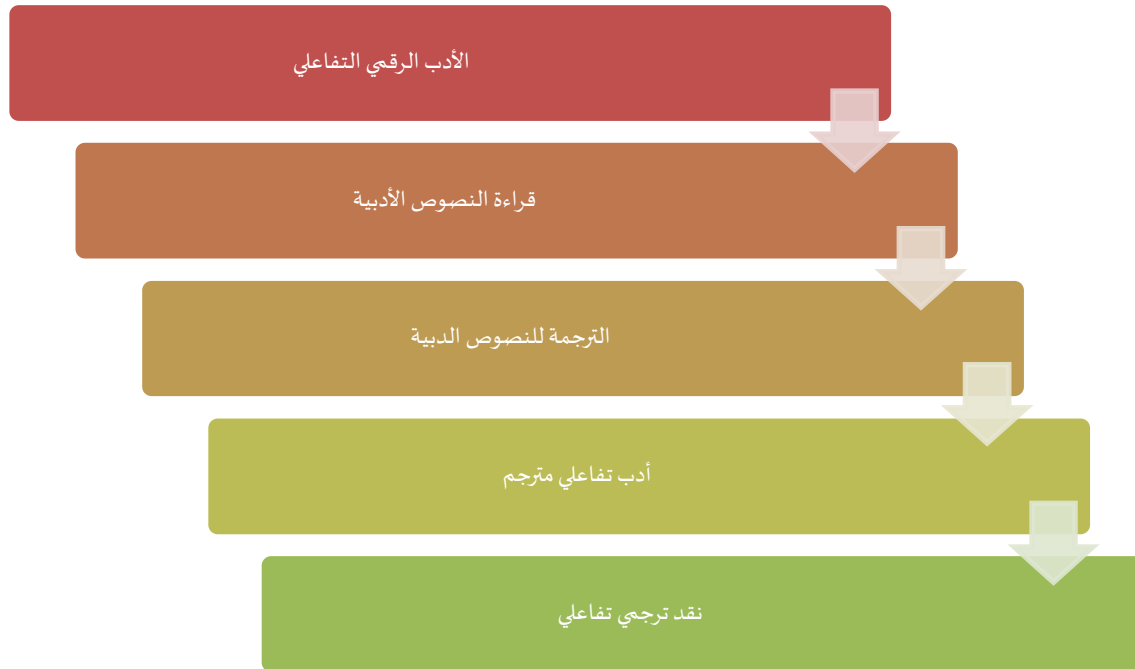 الأدب الرقمي التفاعلي
قراءة النصوص الأدبية
الترجمة للنصوص الدبية
أدب تفاعلي مترجم
نقد ترجمي تفاعلي